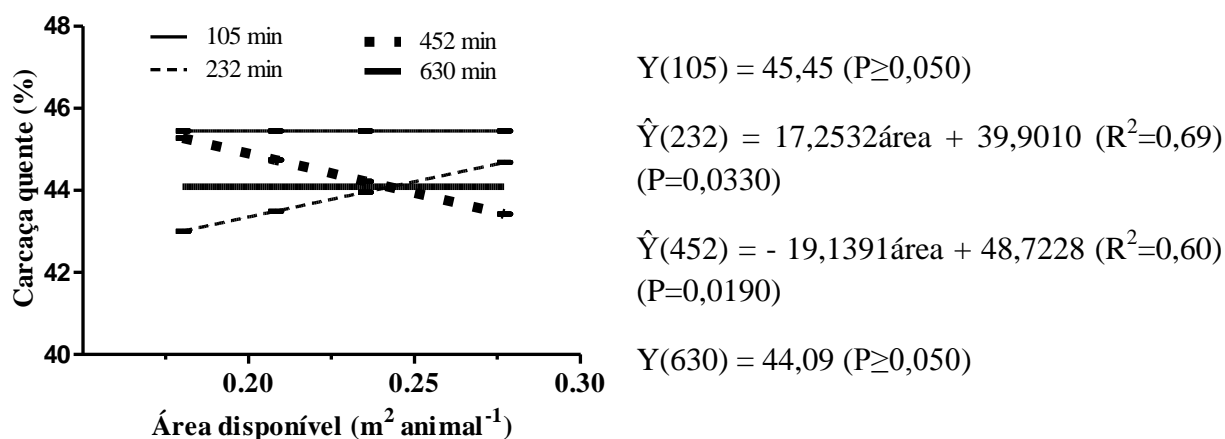 48
46
44
42
40
Carcaça quente (%)
105 min
452 min
232 min
630 min
0.20
0.25
0.30
Área disponível (m² animal⁻¹)
Y(105) = 45,45 (P≥0,050)
Ŷ(232) = 17,2532área + 39,9010 (R²=0,69)
(P=0,0330)
Ŷ(452) = - 19,1391área + 48,7228 (R²=0,60)
(P=0,0190)
Y(630) = 44,09 (P≥0,050)